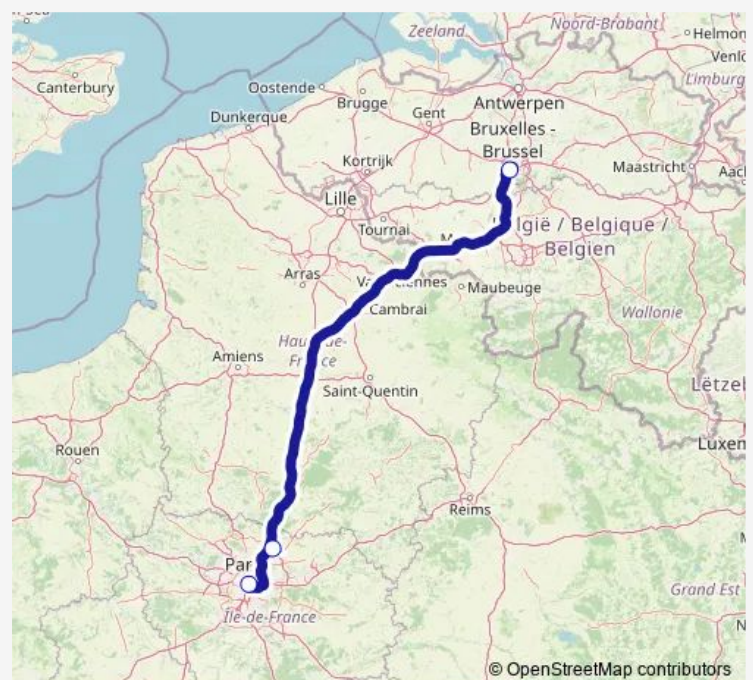 Zeeland
Noord-Brabant
Helmon
Venlo
Canterbury
Oostende
Brugge
Gent
Antwerpen
Limburg
Dunkerque
Bruxelles -
Brussel
Kortrijk
Maastricht
Aac
Lille
Tournai
België / Belgique /
Belgien
Arras
Maubeuge
Cambrai
Wallonie
Amiens
Saint-Quentin
Lëtzel
Rouen
Luxem
Reims
Par
Grand Est
Île-de-France
© OpenStreetMap contributors